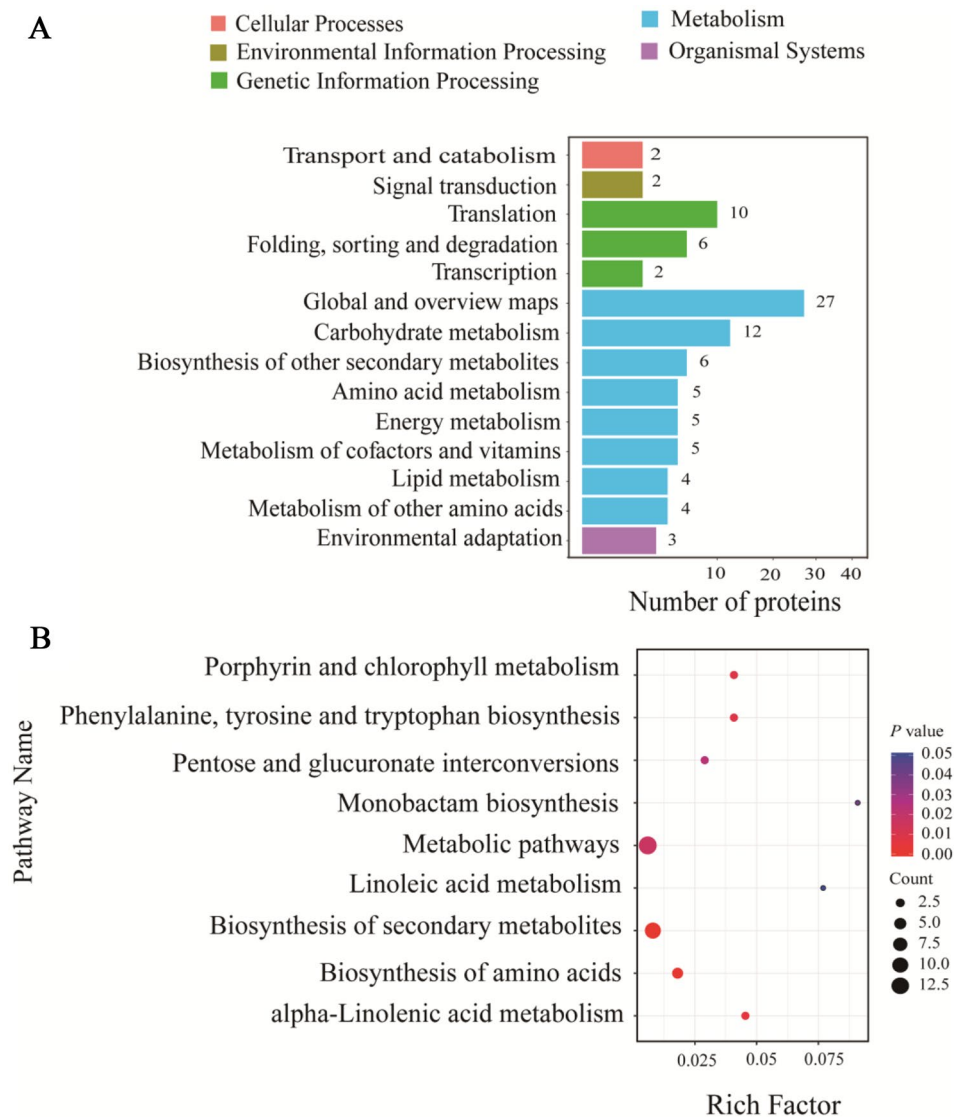 A
Cellular Processes
Environmental Information Processing
Genetic Information Processing
Metabolism
Organismal Systems
Transport and catabolism 2
Signal transduction 2
Translation 10
Folding, sorting and degradation 6
Transcription 2
Global and overview maps 27
Carbohydrate metabolism 12
Biosynthesis of other secondary metabolites 6
Amino acid metabolism 5
Energy metabolism 5
Metabolism of cofactors and vitamins 5
Lipid metabolism 4
Metabolism of other amino acids 4
Environmental adaptation 3
10 20 30 40
Number of proteins
B
Pathway Name
Porphyrin and chlorophyll metabolism
Phenylalanine, tyrosine and tryptophan biosynthesis
Pentose and glucuronate interconversions
Monobactam biosynthesis
Metabolic pathways
Linoleic acid metabolism
Biosynthesis of secondary metabolites
Biosynthesis of amino acids
alpha-Linolenic acid metabolism
0.025 0.05 0.075
Rich Factor
P value
0.05
0.04
0.03
0.02
0.01
0.00
Count
2.5
5.0
7.5
10.0
12.5